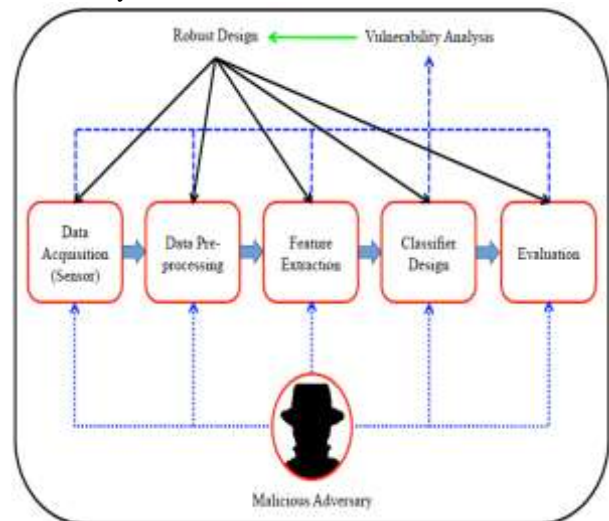 Robust Design
Vulnerability Analysis
Data
Acquisition
(Sensor)
Data Pre-
processing
Feature
Extraction
Classifier
Design
Evaluation
Malicious Adversary